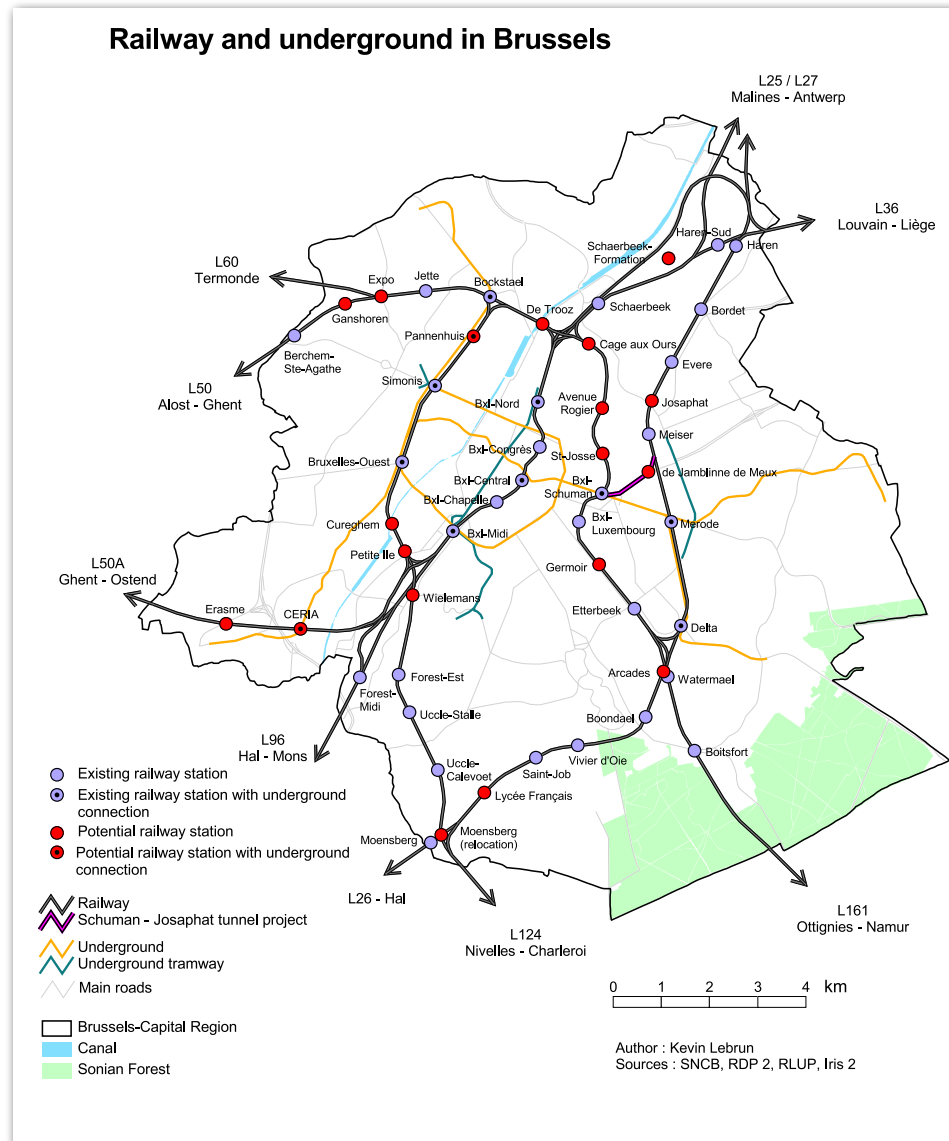 Railway and underground in Brussels
L25 / L27
Malines - Antwerp
L36
Louvain - Liège
L60
Termonde
Haren-Sud
Haren
Schaerbeek-
Formation
Expo
Jette
Bockstael
Ganshoren
De Trooz
Schaerbeek
Bordet
Pannenhuis
Cage aux Ours
Berchem-
Ste-Agathe
Evere
L50
Alost - Ghent
Simonis
Bxl-Nord
Avenue
Rogier
Josaphat
Meiser
Bxl-Congrès
St-Josse
Bruxelles-Ouest
Bxl-Central
Bxl-
Schuman
de Jamblinne de Meux
Bxl-Chapelle
Cureghem
Bxl-Midi
Bxl-
Luxembourg
Merode
Petite Ile
L50A
Ghent - Ostend
Germoir
Wielemans
Erasme
CERIA
Etterbeek
Delta
Forest-
Midi
Forest-Est
Arcades
Watermael
Uccle-Stalle
Boondael
L96
Hal - Mons
Vivier d'Oie
Boitsfort
Uccle-
Calevoet
Saint-Job
Lycée Français
Moensberg
Moensberg
(relocation)
L26 - Hal
L124
Nivelles - Charleroi
L161
Ottignies - Namur
Existing railway station
Existing railway station with underground
connection
Potential railway station
Potential railway station with underground
connection
Railway
Schuman - Josaphat tunnel project
Underground
Underground tramway
Main roads
Brussels-Capital Region
Canal
Sonian Forest
0 1 2 3 4 km
Author : Kevin Lebrun
Sources : SNCB, RDP 2, RLUP, Iris 2